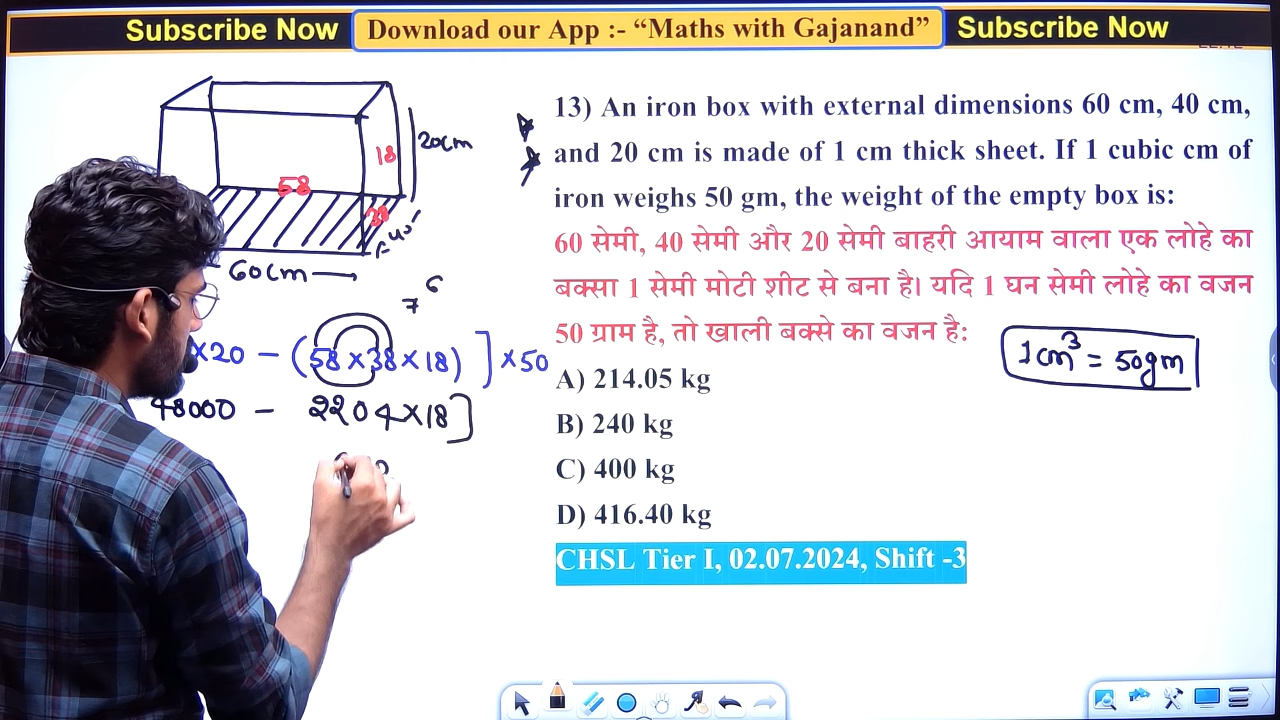 Subscribe Now Download our App :- “Maths with Gajanand” Subscribe Now
13) An iron box with external dimensions 60 cm, 40 cm,
and 20 cm is made of 1 cm thick sheet. If 1 cubic cm of
iron weighs 50 gm, the weight of the empty box is:
60 सेमी, 40 सेमी और 20 सेमी बाहरी आयाम वाला एक लोहे का
बक्सा 1 सेमी मोटी शीट से बना है। यदि 1 घन सेमी लोहे का वजन
50 ग्राम है, तो खाली बक्से का वजन है:
A) 214.05 kg
B) 240 kg
C) 400 kg
D) 416.40 kg
CHSL Tier I, 02.07.2024, Shift -3
1cm³ = 50gm
20cm
18
58
38
40
60cm
6
7
×20 – (58×38×18) ]×50
48000 – 2204×18]